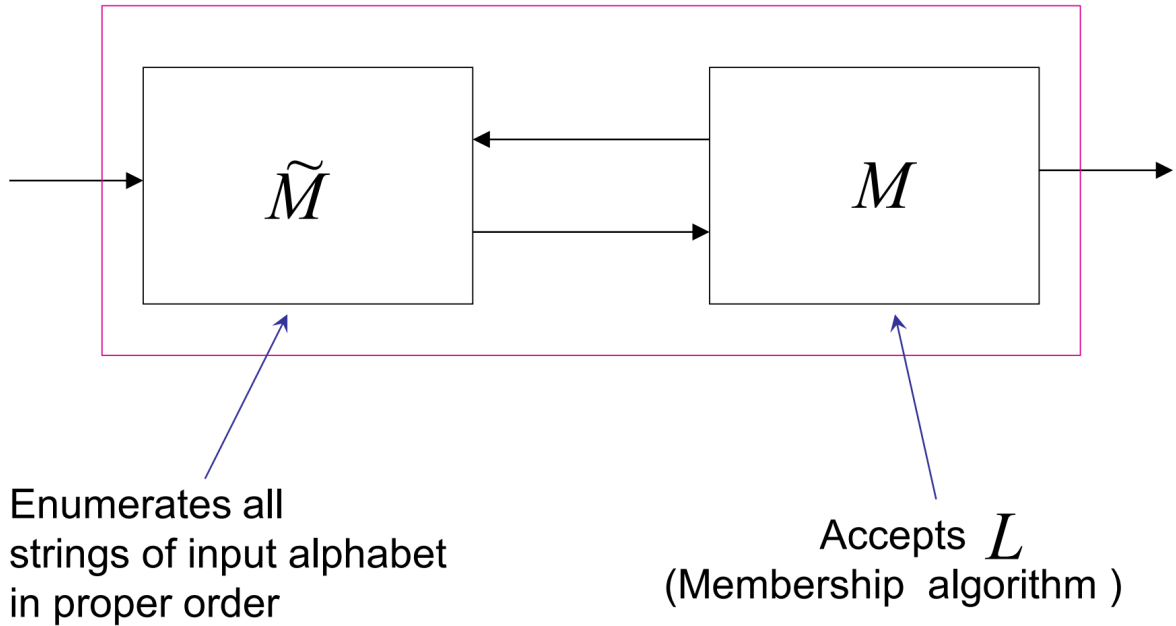 M̃
M
Enumerates all
strings of input alphabet
in proper order
Accepts L
(Membership algorithm )